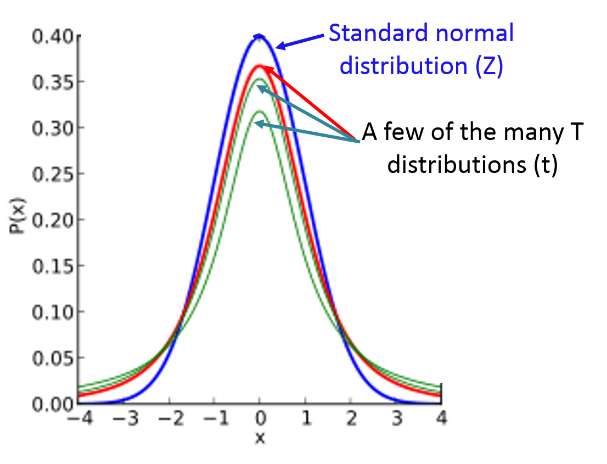 Standard normal
distribution (Z)
A few of the many T
distributions (t)
P(x)
0.40
0.35
0.30
0.25
0.20
0.15
0.10
0.05
0.00
−4 −3 −2 −1 0 1 2 3 4
x